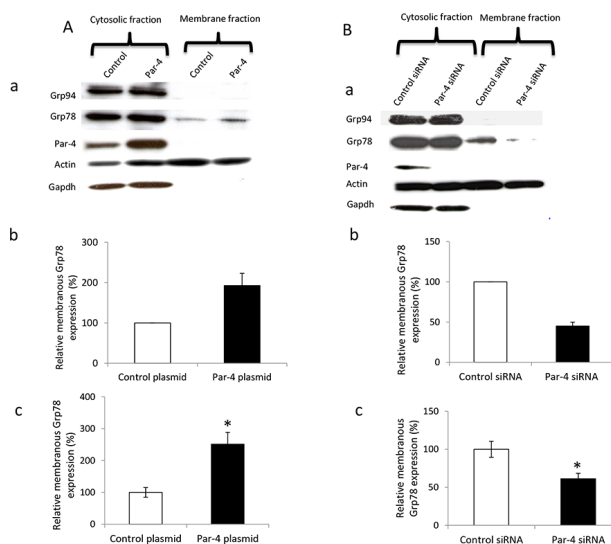 A
Cytosolic fraction
Membrane fraction
Control
Par-4
Control
Par-4
a
Grp94
Grp78
Par-4
Actin
Gapdh
b
Relative membranous Grp78
expression (%)
300
200
100
0
Control plasmid
Par-4 plasmid
c
Relative membranous Grp78
expression (%)
400
300
200
100
0
*
Control plasmid
Par-4 plasmid
B
Cytosolic fraction
Membrane fraction
Control siRNA
Par-4 siRNA
Control siRNA
Par-4 siRNA
a
Grp94
Grp78
Par-4
Actin
Gapdh
b
Relative membranous Grp78
expression (%)
150
100
50
0
Control siRNA
Par-4 siRNA
c
Relative membranous
Grp78 expression (%)
150
100
50
0
*
Control siRNA
Par-4 siRNA